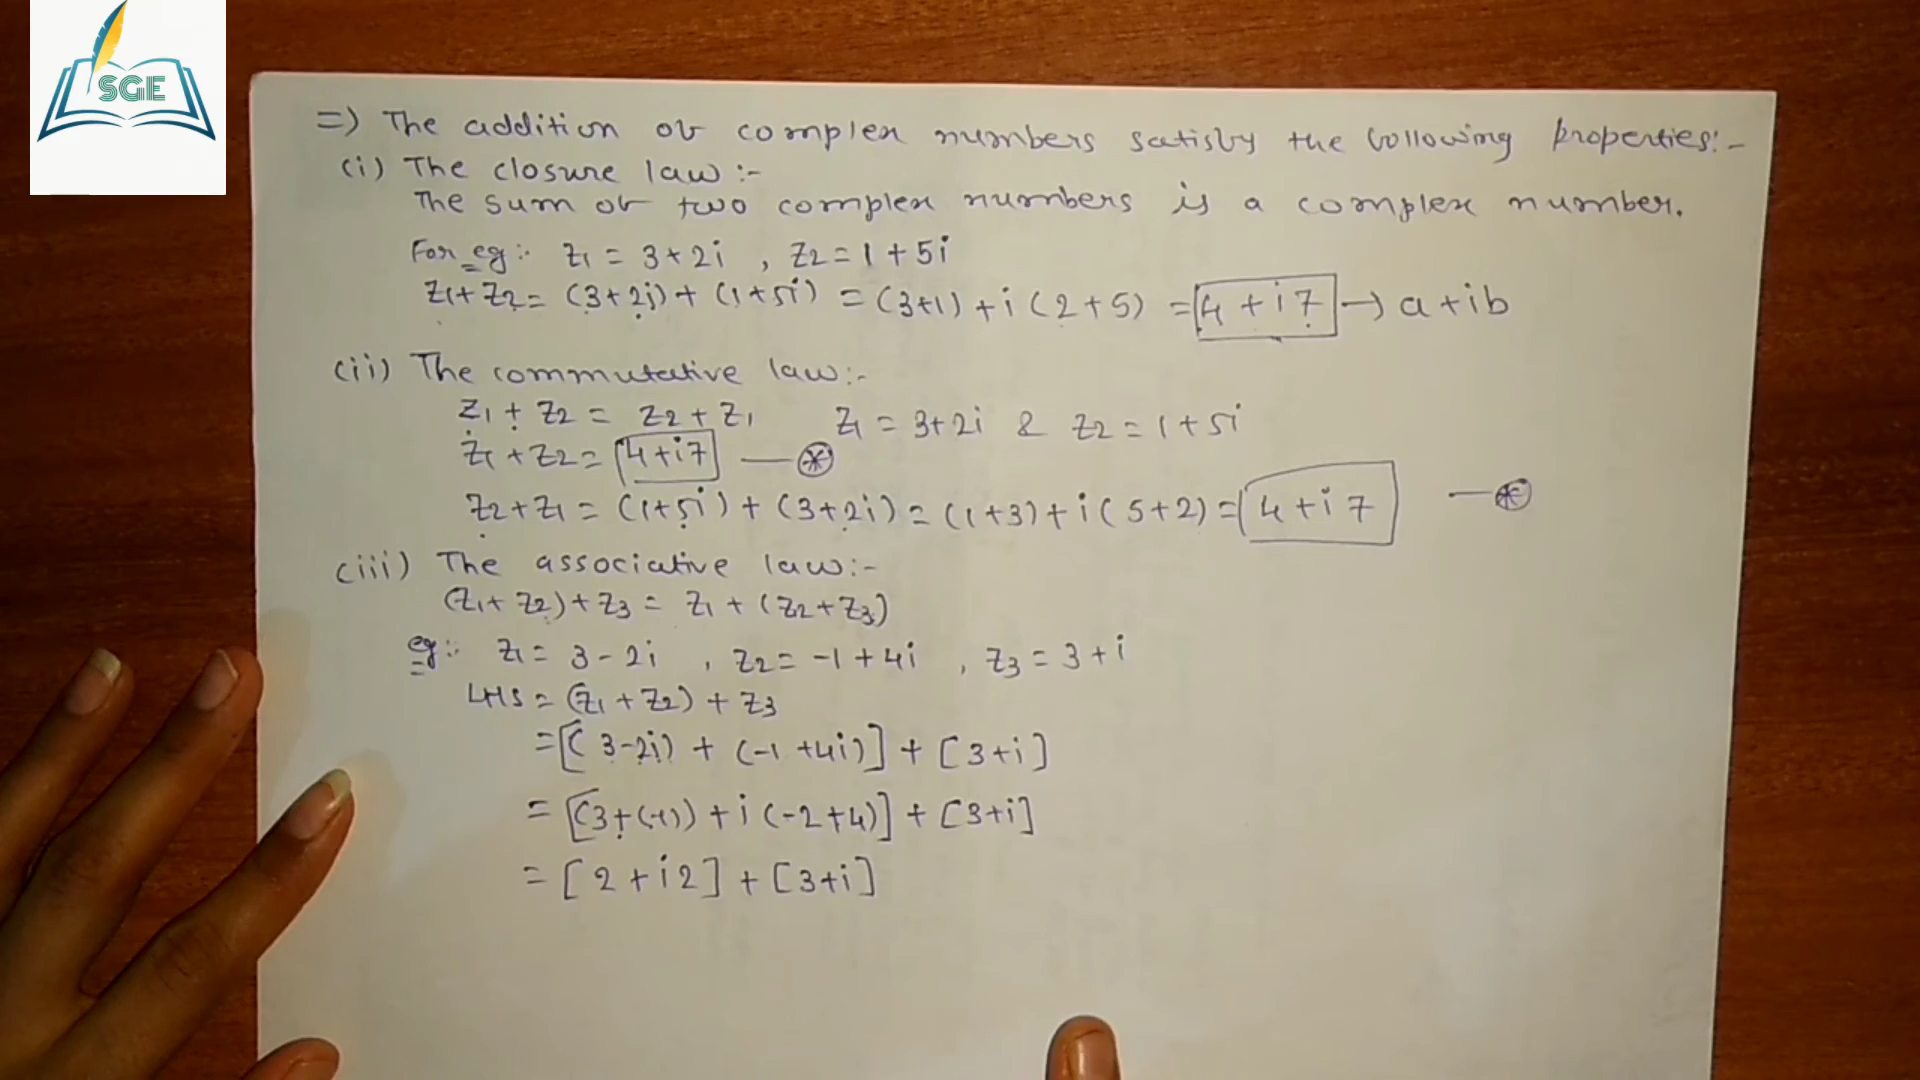 SGE
=) The addition of complex numbers satisfy the following properties:-
(i) The closure law :-
The sum of two complex numbers is a complex number.
For eg:- z1 = 3+2i , z2 = 1+5i
z1+z2 = (3+2i)+(1+5i) = (3+1)+i(2+5) = 4+i7 → a+ib
(ii) The commutative law:-
z1 + z2 = z2 + z1 z1 = 3+2i & z2 = 1+5i
z1 + z2 = 4+i7 — *
z2+z1 = (1+5i)+(3+2i) = (1+3)+i(5+2) = 4+i7 — *
(iii) The associative law:-
(z1+z2)+z3 = z1+(z2+z3)
eg:- z1 = 3-2i , z2 = -1+4i , z3 = 3+i
LHS = (z1+z2)+z3
= [(3-2i) + (-1+4i)] + [3+i]
= [(3+(-1)) + i(-2+4)] + [3+i]
= [2+i2] + [3+i]